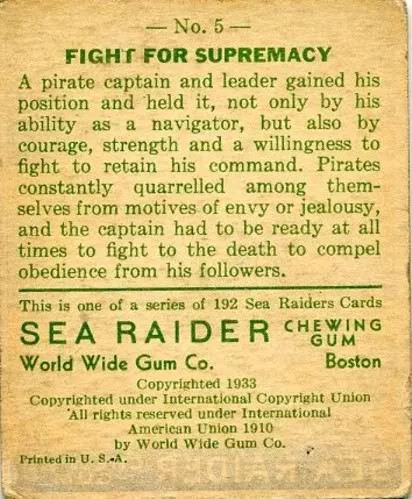 — No. 5 —
FIGHT FOR SUPREMACY
A pirate captain and leader gained his
position and held it, not only by his
ability as a navigator, but also by
courage, strength and a willingness to
fight to retain his command. Pirates
constantly quarrelled among them-
selves from motives of envy or jealousy,
and the captain had to be ready at all
times to fight to the death to compel
obedience from his followers.
This is one of a series of 192 Sea Raiders Cards
SEA RAIDER CHEWING GUM
World Wide Gum Co. Boston
Copyrighted 1933
Copyrighted under International Copyright Union
All rights reserved under International
American Union 1910
by World Wide Gum Co.
Printed in U. S. A.